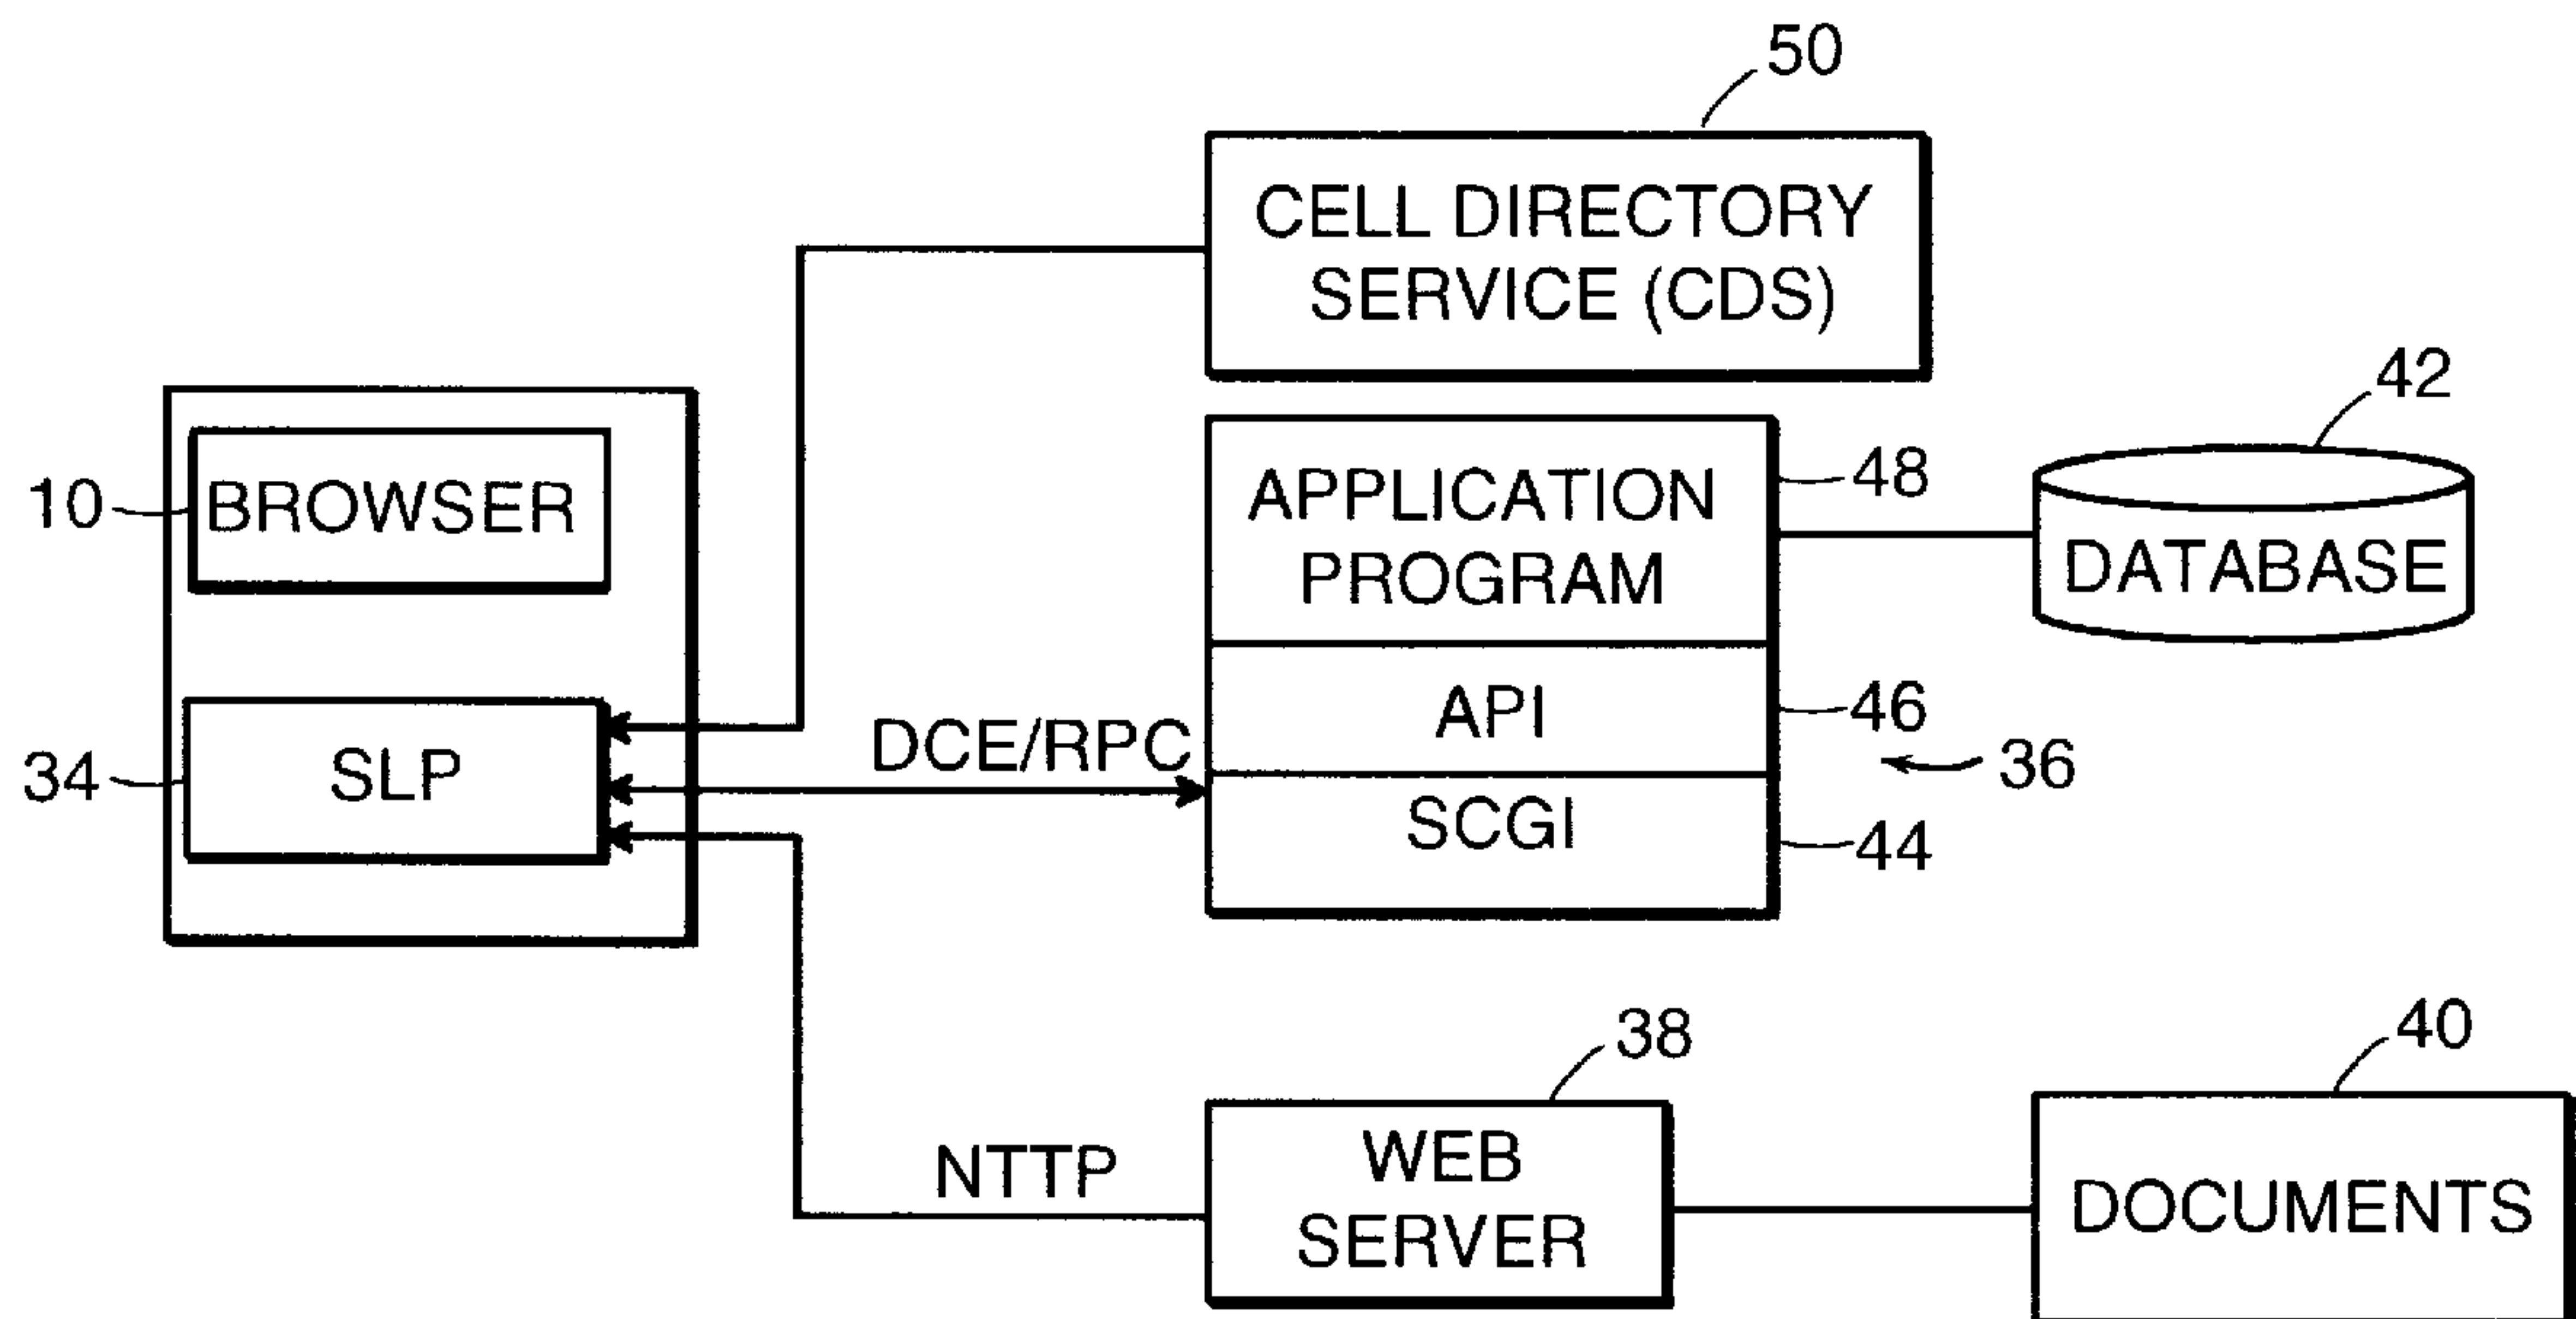 50
CELL DIRECTORY
SERVICE (CDS)
42
48
APPLICATION
PROGRAM
DATABASE
10
BROWSER
API
46
DCE/RPC
36
34
SLP
SCGI
44
38
40
NTTP
WEB
SERVER
DOCUMENTS